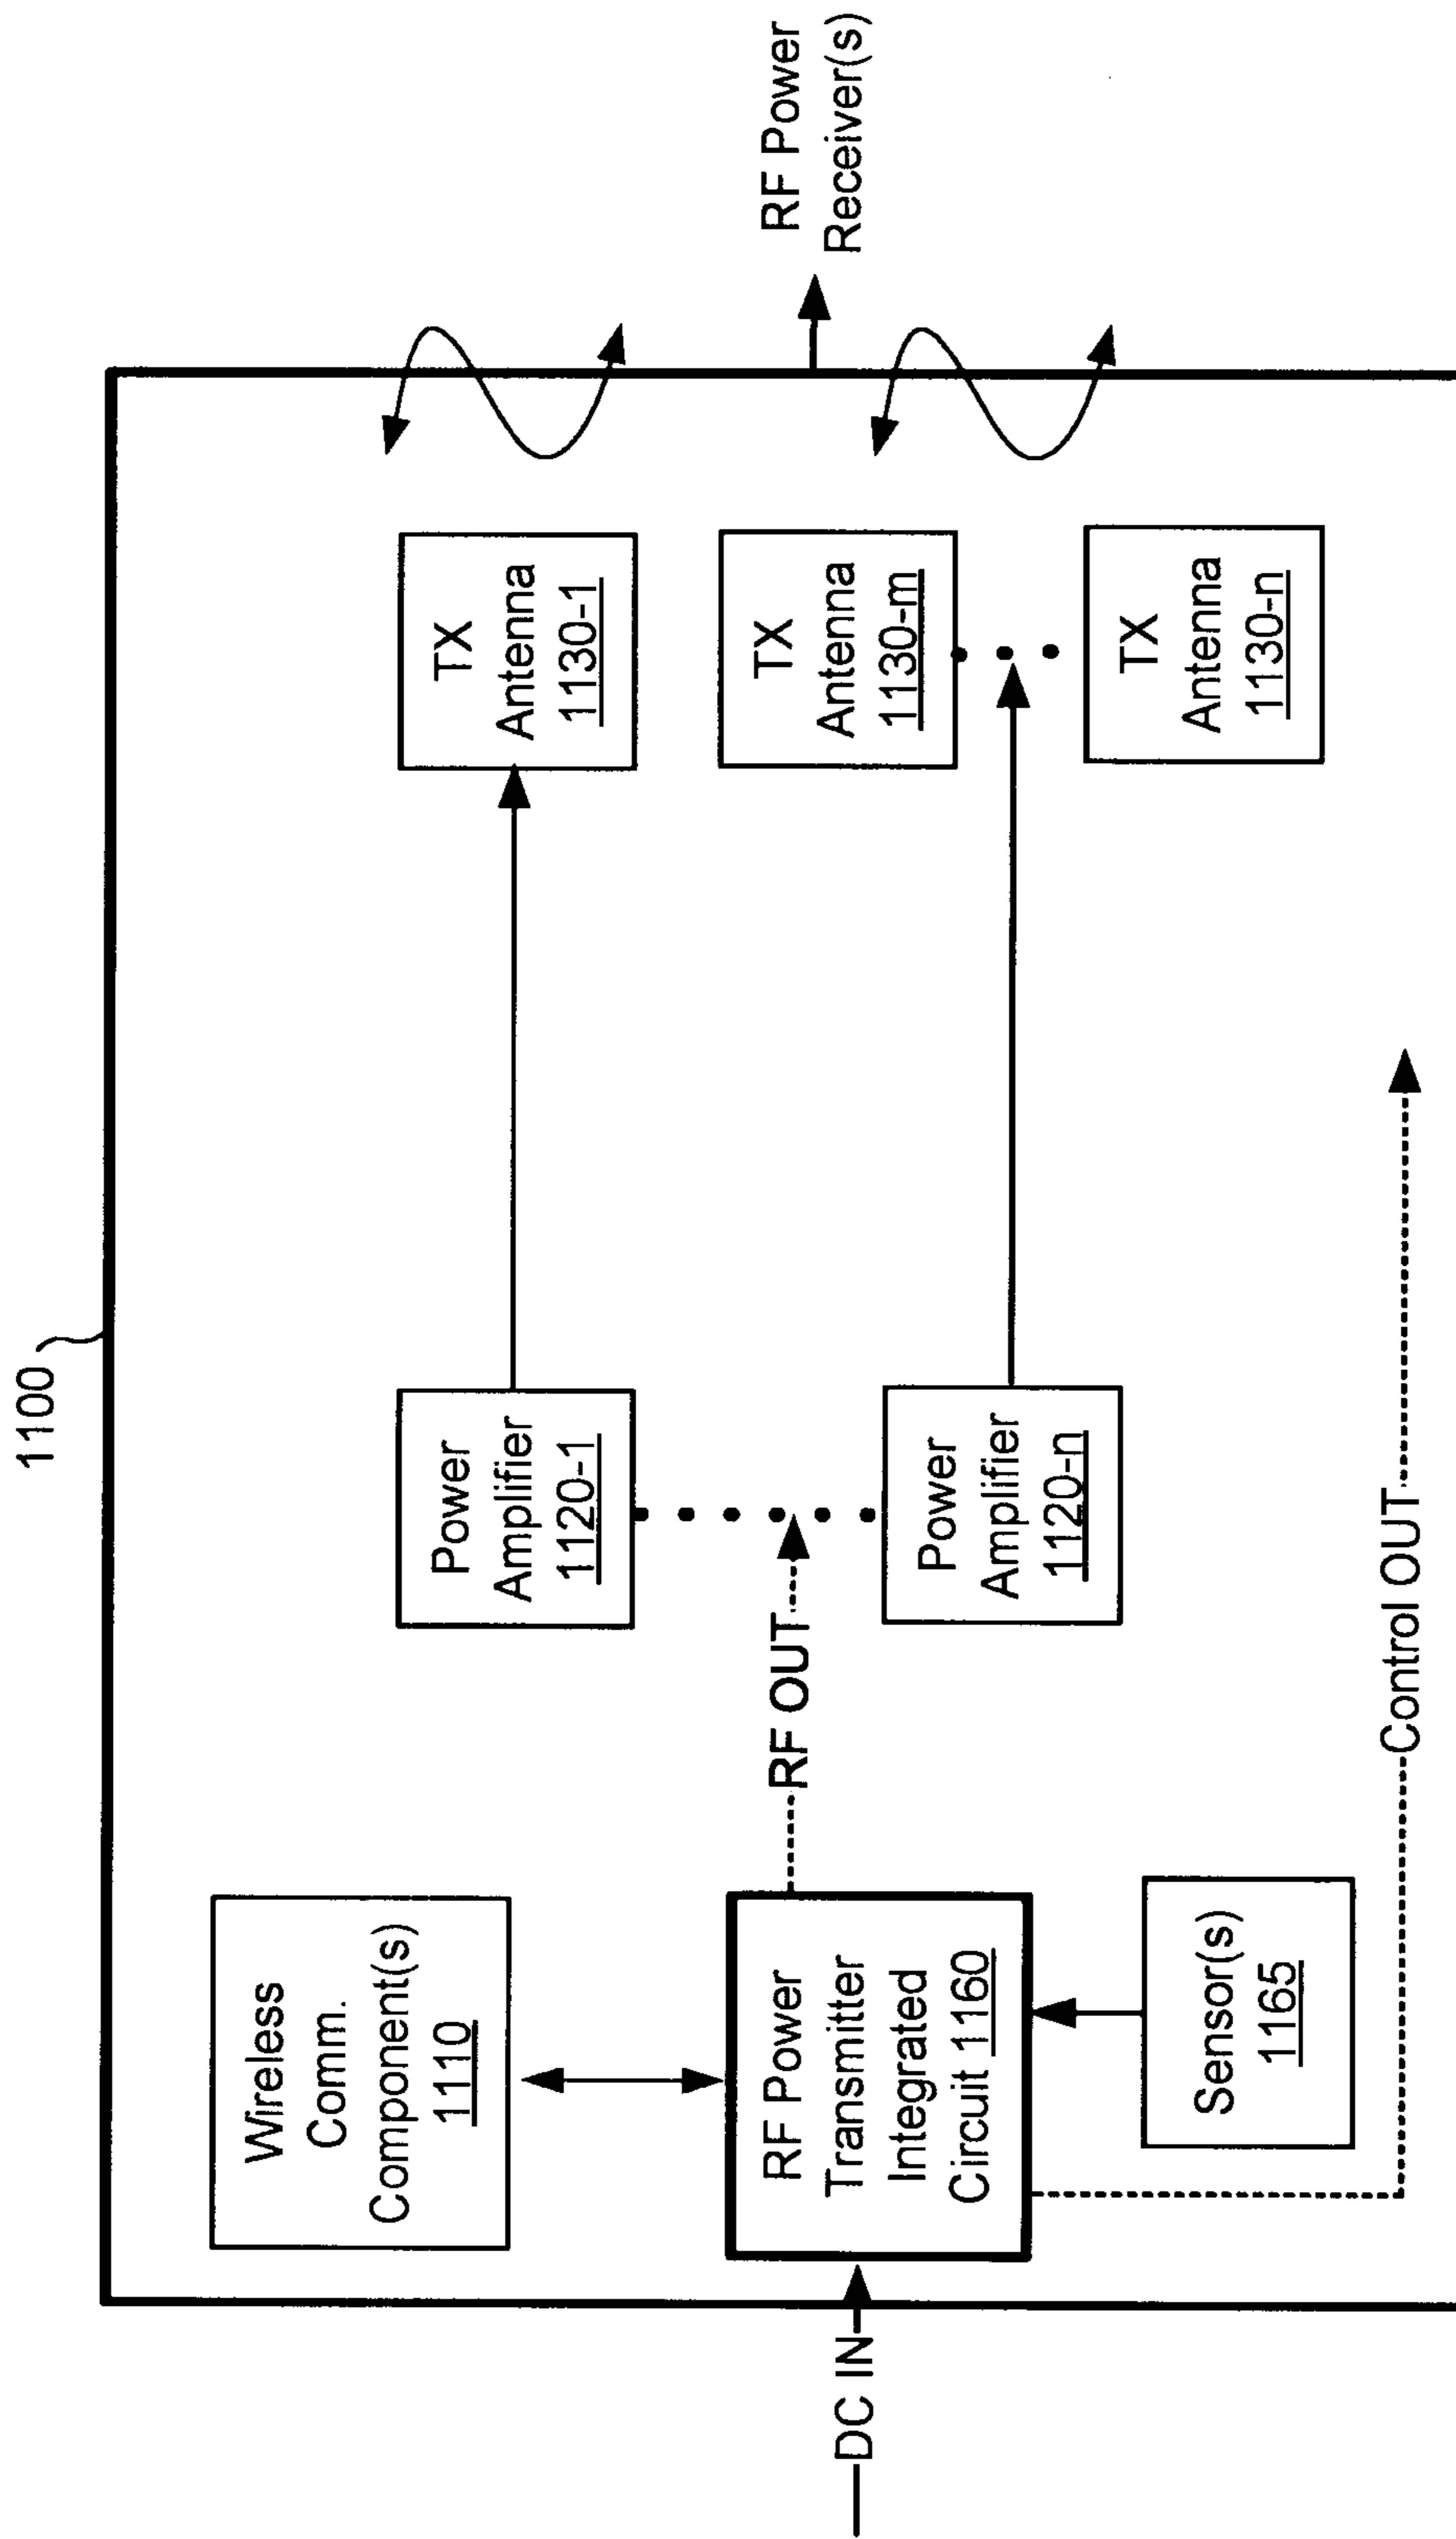 1100
Wireless
Comm.
Component(s)
1110
Power
Amplifier
1120-1
TX
Antenna
1130-1
DC IN
RF Power
Transmitter
Integrated
Circuit 1160
RF OUT
TX
Antenna
1130-m
RF Power
Receiver(s)
Power
Amplifier
1120-n
TX
Antenna
1130-n
Sensor(s)
1165
Control OUT